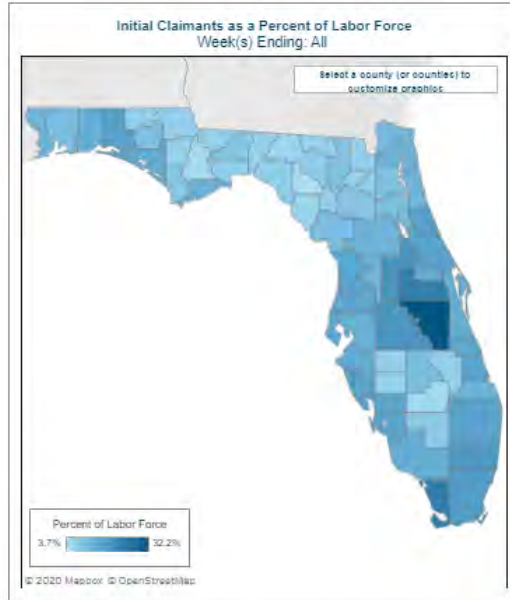 Initial Claimants as a Percent of Labor Force
Week(s) Ending: All
Select a county (or counties) to
customize graphics
Percent of Labor Force
3.7%
32.2%
© 2020 Mapbox © OpenStreetMap